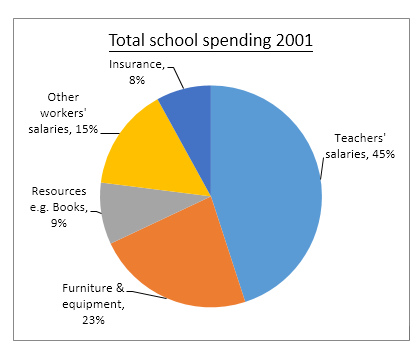 Total school spending 2001
Insurance,
8%
Other
workers'
salaries, 15%
Teachers'
salaries, 45%
Resources
e.g. Books,
9%
Furniture &
equipment,
23%